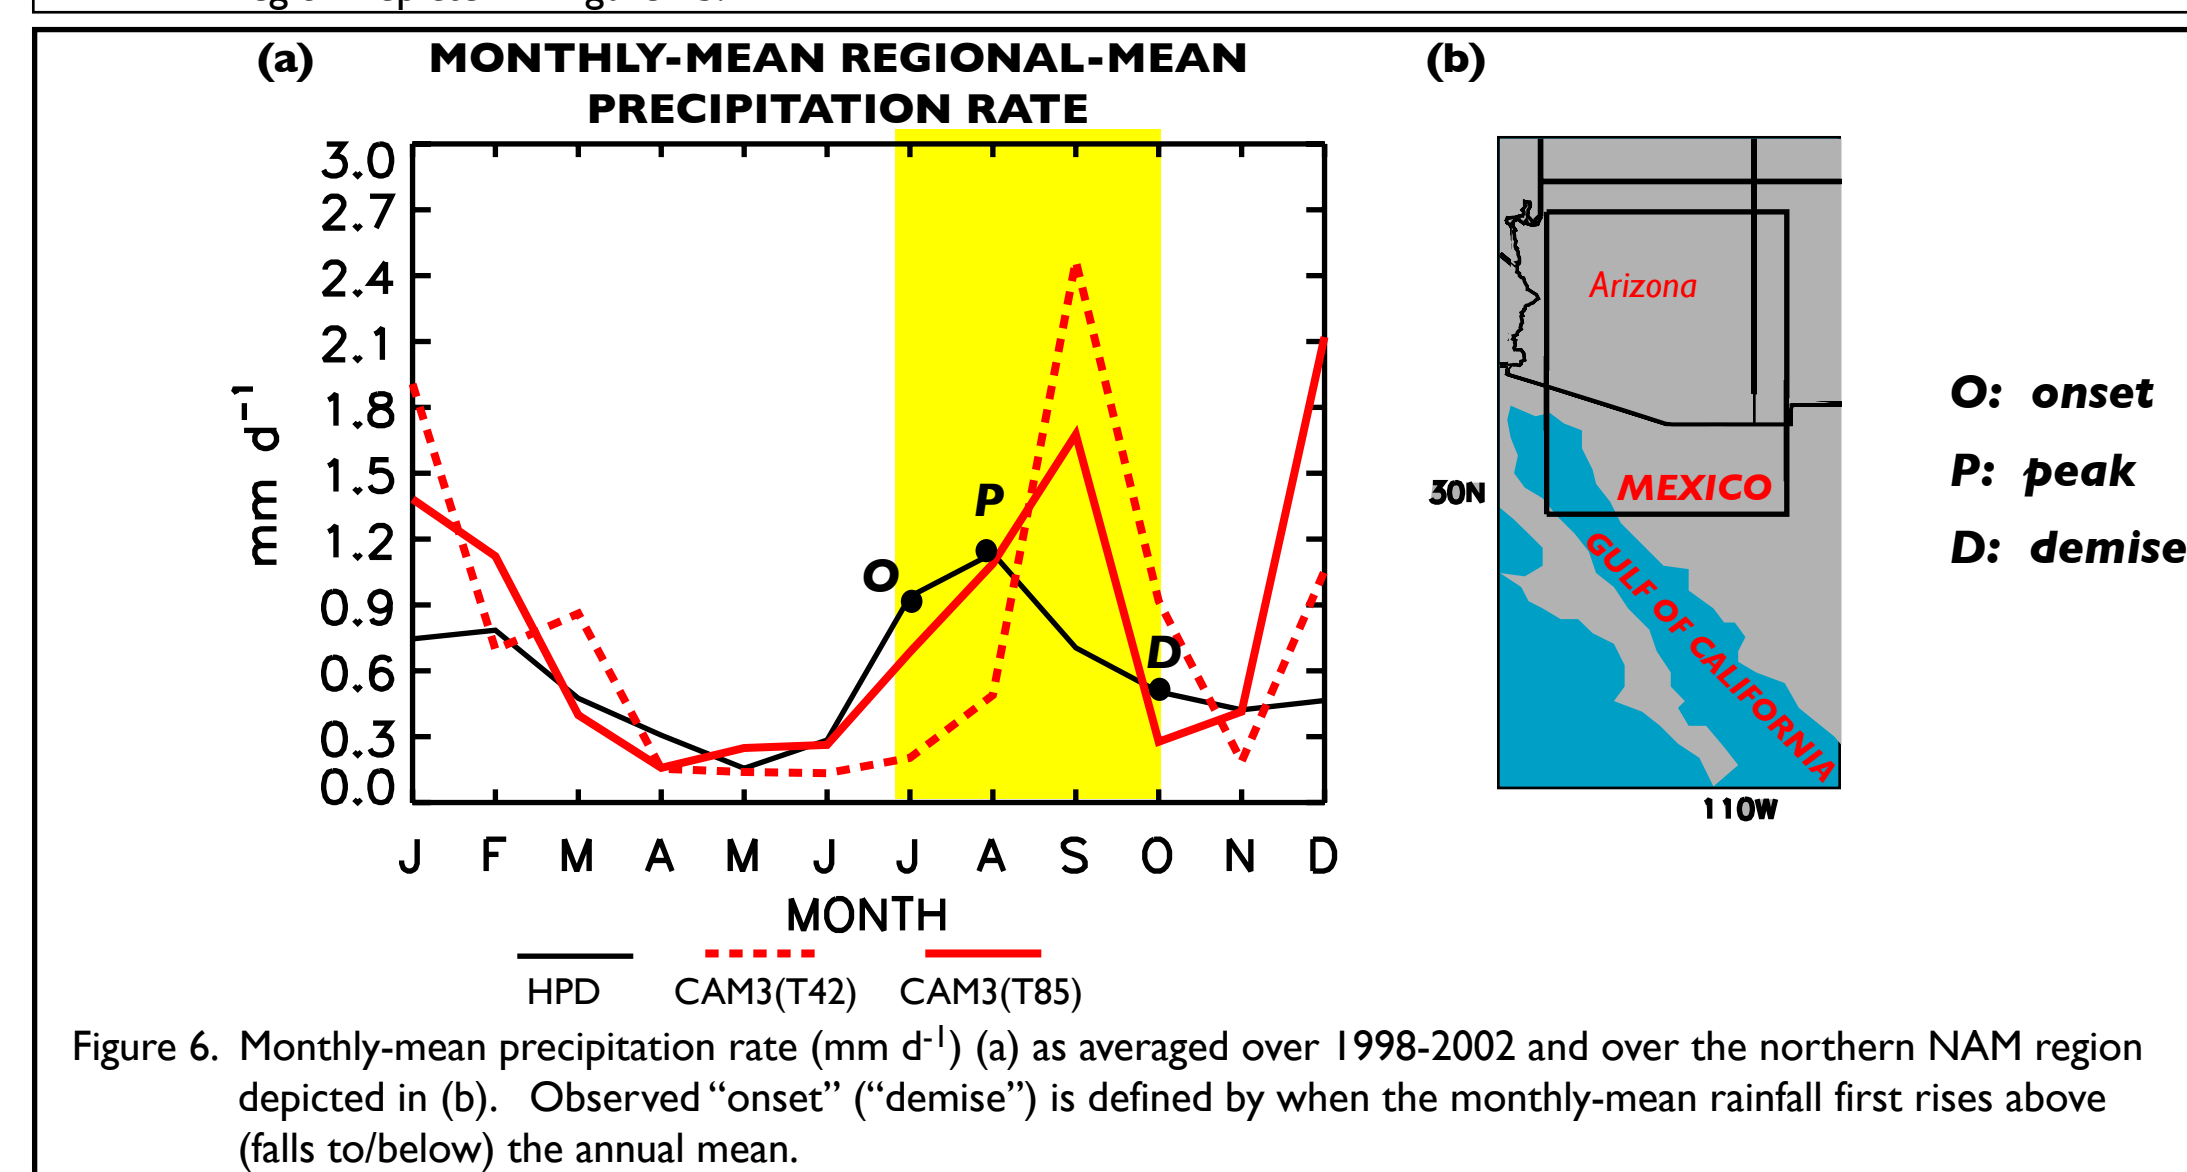 (a)
MONTHLY-MEAN REGIONAL-MEAN
PRECIPITATION RATE
(b)
3.0
2.7
2.4
2.1
1.8
1.5
1.2
0.9
0.6
0.3
0.0
mm d⁻¹
O
P
D
J F M A M J J A S O N D
MONTH
HPD CAM3(T42) CAM3(T85)
Arizona
MEXICO
GULF OF CALIFORNIA
30N
110W
O: onset
P: peak
D: demise
Figure 6. Monthly-mean precipitation rate (mm d⁻¹) (a) as averaged over 1998-2002 and over the northern NAM region
depicted in (b). Observed “onset” (“demise”) is defined by when the monthly-mean rainfall first rises above
(falls to/below) the annual mean.